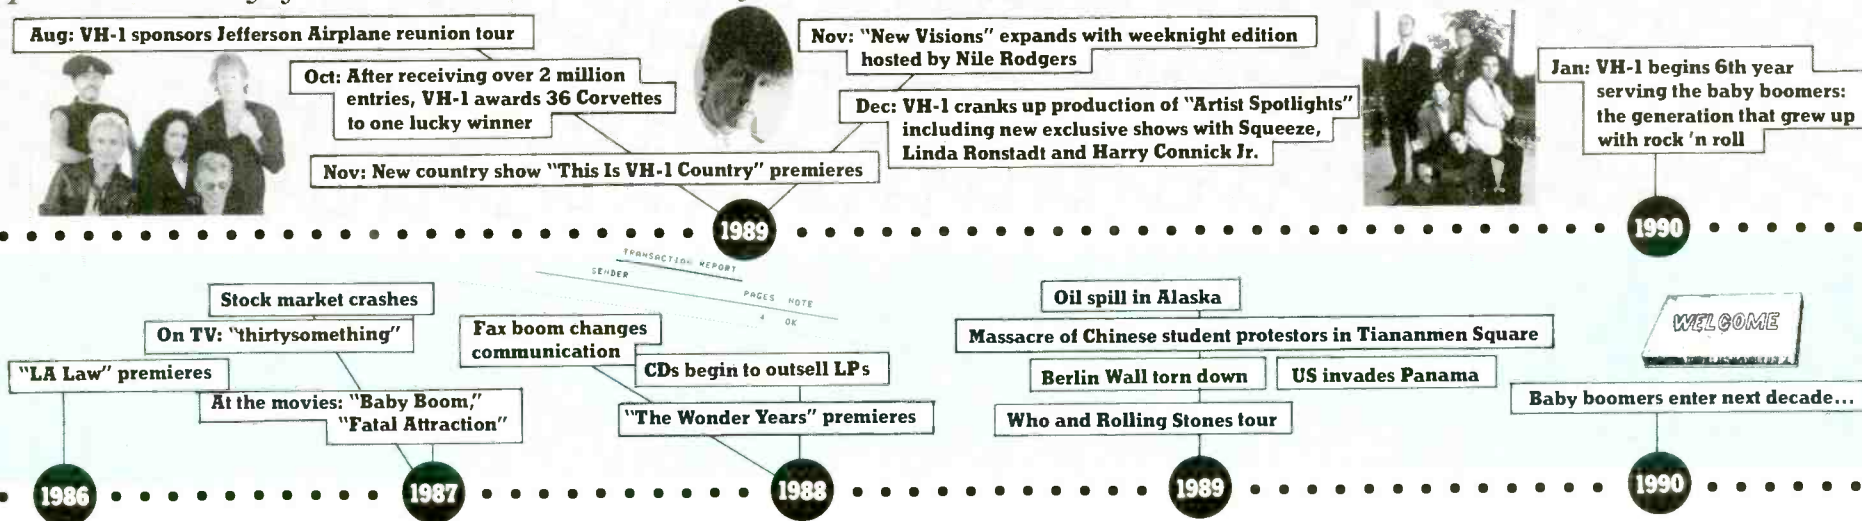 Aug: VH-1 sponsors Jefferson Airplane reunion tour
Oct: After receiving over 2 million
entries, VH-1 awards 36 Corvettes
to one lucky winner
Nov: New country show "This Is VH-1 Country" premieres
Nov: "New Visions" expands with weeknight edition
hosted by Nile Rodgers
Dec: VH-1 cranks up production of "Artist Spotlights"
including new exclusive shows with Squeeze,
Linda Ronstadt and Harry Connick Jr.
Jan: VH-1 begins 6th year
serving the baby boomers:
the generation that grew up
with rock 'n roll
1989
1990
TRANSACTION REPORT
SENDER
PAGES NOTE
4 OK
"LA Law" premieres
1986
Stock market crashes
On TV: "thirtysomething"
At the movies: "Baby Boom,"
"Fatal Attraction"
1987
Fax boom changes
communication
CDs begin to outsell LPs
"The Wonder Years" premieres
1988
Oil spill in Alaska
Massacre of Chinese student protestors in Tiananmen Square
Berlin Wall torn down
US invades Panama
Who and Rolling Stones tour
1989
WELCOME
Baby boomers enter next decade...
1990